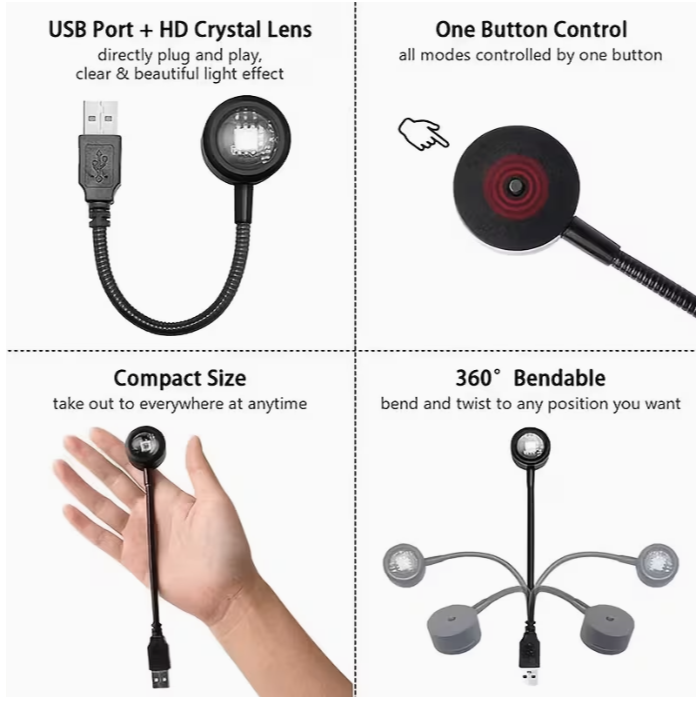 USB Port + HD Crystal Lens
directly plug and play,
clear & beautiful light effect
One Button Control
all modes controlled by one button
Compact Size
take out to everywhere at anytime
360° Bendable
bend and twist to any position you want